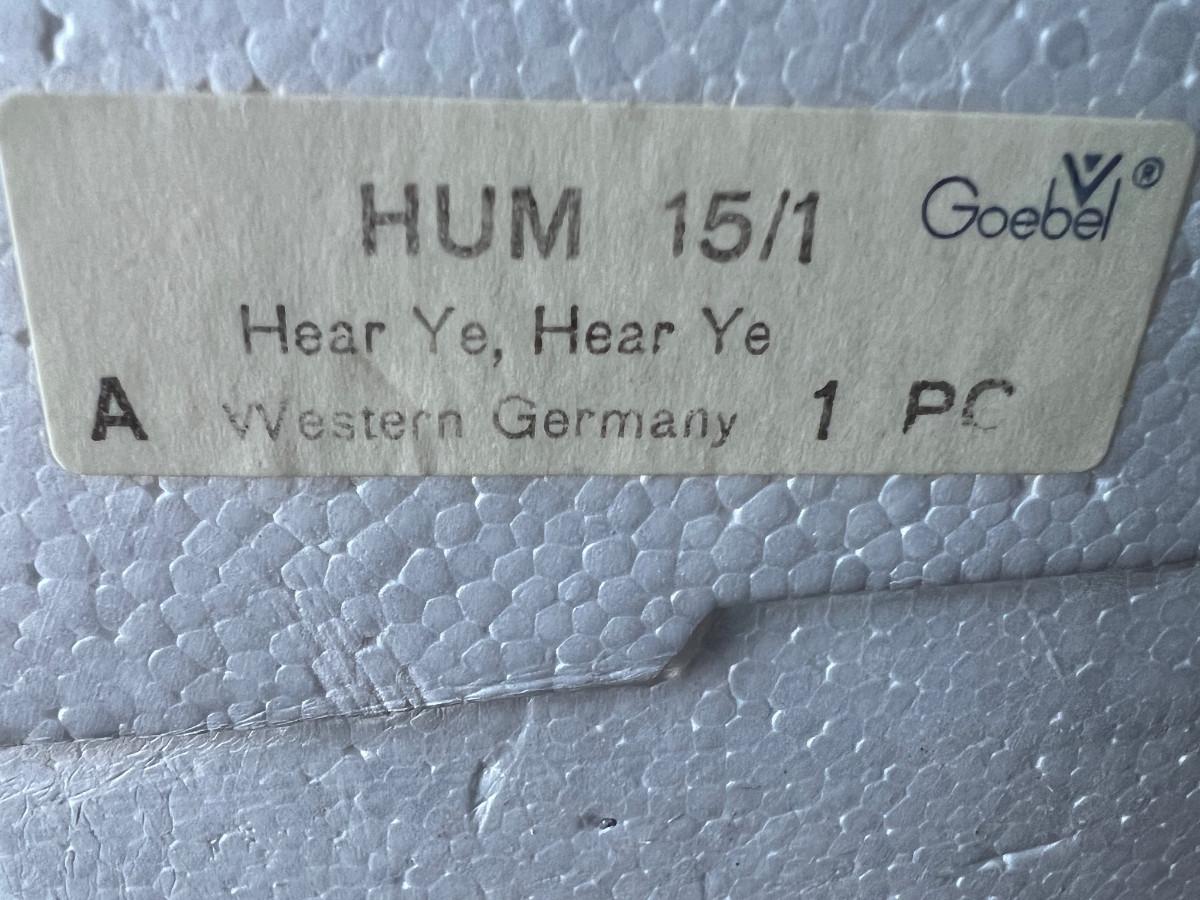 HUM 15/1 Goebel®
Hear Ye, Hear Ye
A Western Germany 1 PC